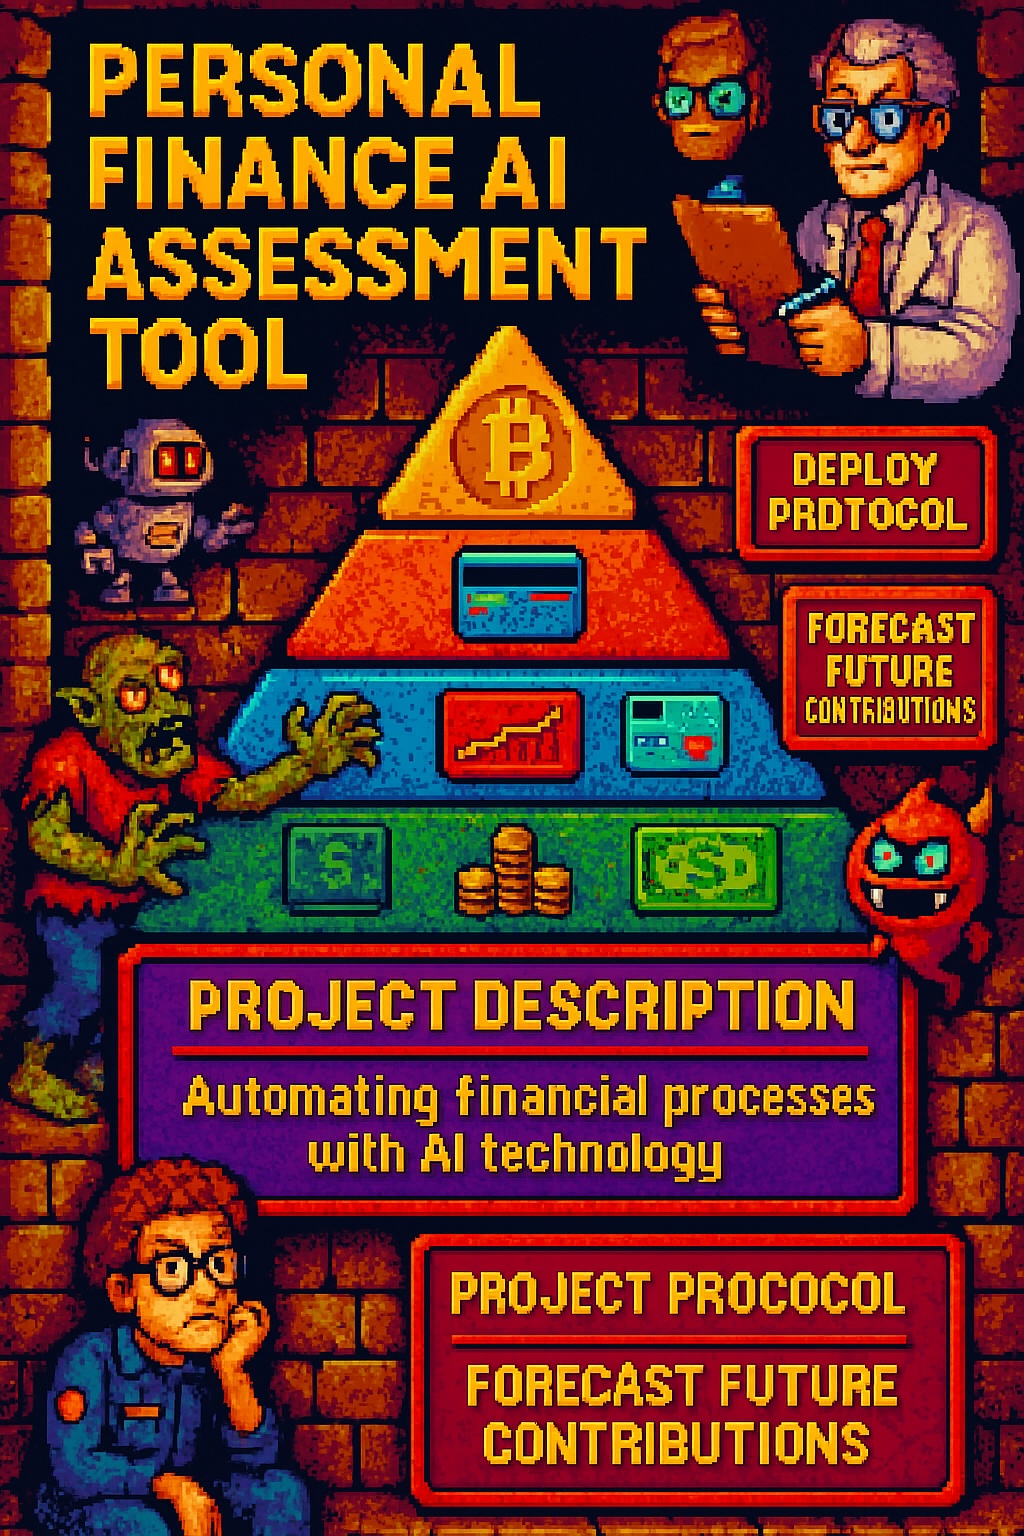 PERSONAL
FINANCE AI
ASSESSMENT
TOOL
DEPLOY
PRDTOCOL
FORECAST
FUTURE
CONTRIBUTIONS
$
PROJECT DESCRIPTION
Automating financial processes
with AI technology
PROJECT PROCOCOL
FORECAST FUTURE
CONTRIBUTIONS